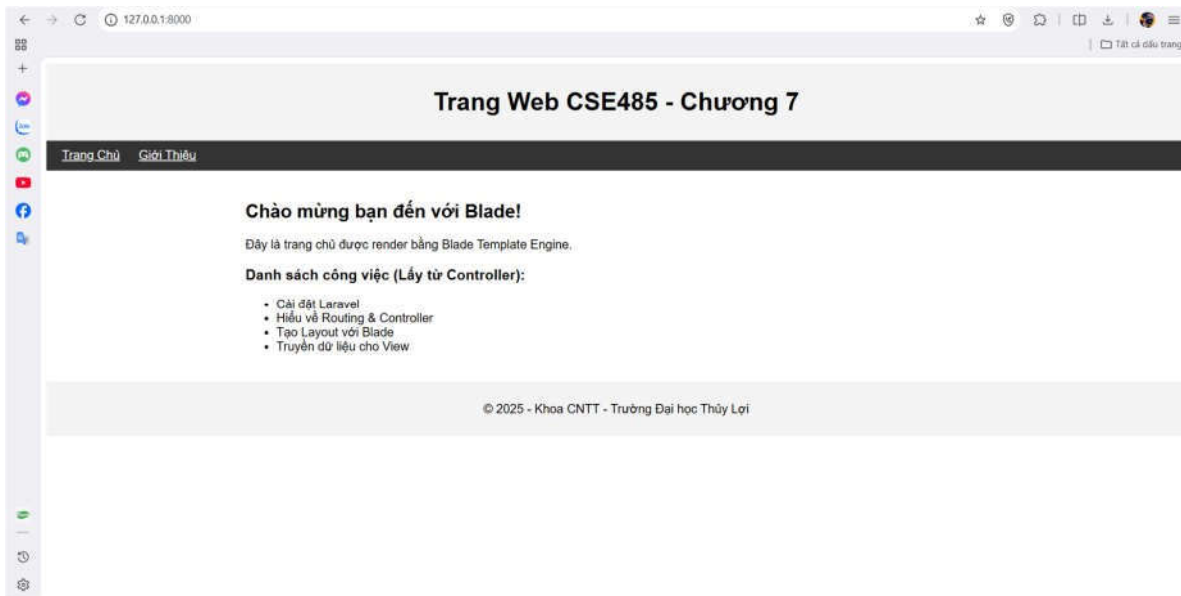 127.0.0.1:8000
Tất cả dấu trang
Trang Web CSE485 - Chương 7
Trang Chủ Giới Thiệu
Chào mừng bạn đến với Blade!
Đây là trang chủ được render bằng Blade Template Engine.
Danh sách công việc (Lấy từ Controller):
• Cài đặt Laravel
• Hiểu về Routing & Controller
• Tạo Layout với Blade
• Truyền dữ liệu cho View
© 2025 - Khoa CNTT - Trường Đại học Thủy Lợi